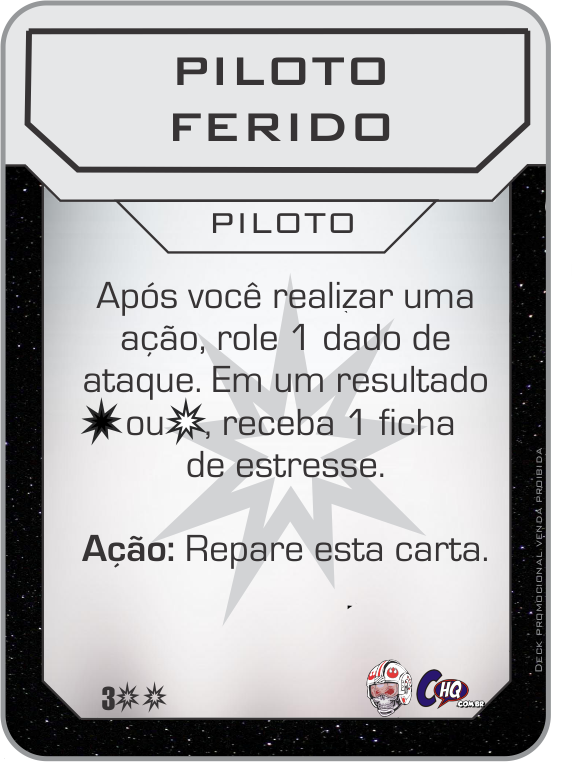 PILOTO
FERIDO
PILOTO
Após você realizar uma
ação, role 1 dado de
ataque. Em um resultado
ou , receba 1 ficha
de estresse.
Ação: Repare esta carta.
3
CHQ
.COM.BR
DECK PROMOCIONAL VENDA PROIBIDA